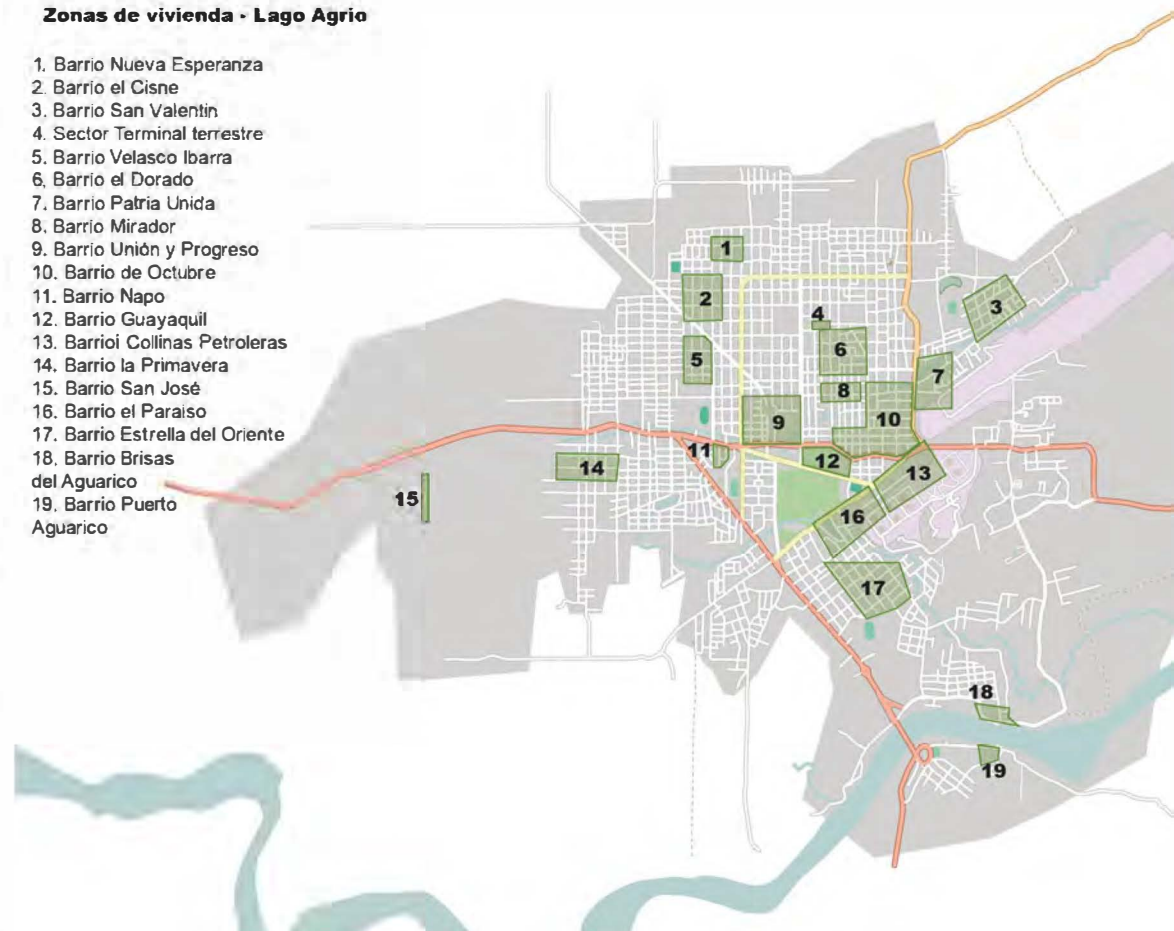 Zonas de vivienda - Lago Agrio
1. Barrio Nueva Esperanza
2. Barrio el Cisne
3. Barrio San Valentin
4. Sector Terminal terrestre
5. Barrio Velasco Ibarra
6. Barrio el Dorado
7. Barrio Patria Unida
8. Barrio Mirador
9. Barrio Unión y Progreso
10. Barrio de Octubre
11. Barrio Napo
12. Barrio Guayaquil
13. Barrioi Collinas Petroleras
14. Barrio la Primavera
15. Barrio San José
16. Barrio el Paraiso
17. Barrio Estrella del Oriente
18. Barrio Brisas
del Aguarico
19. Barrio Puerto
Aguarico
1
2
3
4
6
5
7
8
9
10
11
12
13
14
15
16
17
18
19